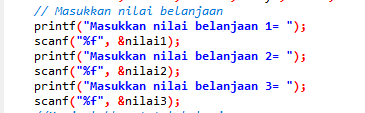 // Masukkan nilai belanjaan
printf("Masukkan nilai belanjaan 1= ");
scanf("%f", &nilai1);
printf("Masukkan nilai belanjaan 2= ");
scanf("%f", &nilai2);
printf("Masukkan nilai belanjaan 3= ");
scanf("%f", &nilai3);